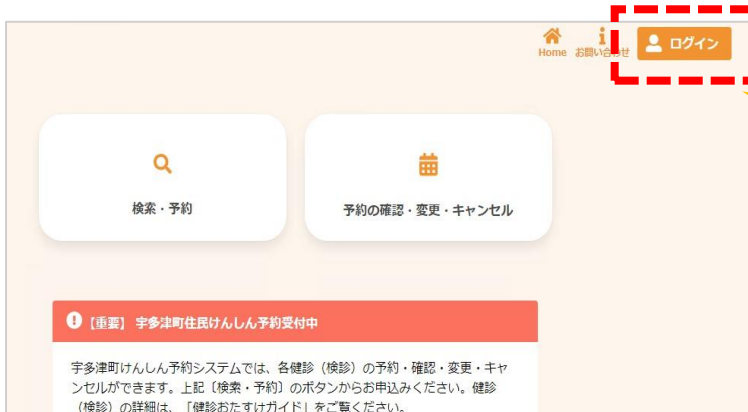 Home お問い合わせ ログイン
検索・予約
予約の確認・変更・キャンセル
【重要】 宇多津町住民けんしん予約受付中
宇多津町けんしん予約システムでは、各健診（検診）の予約・確認・変更・キャ
ンセルができます。上記〔検索・予約〕のボタンからお申込みください。健診
（検診）の詳細は、「健診おたすけガイド」をご覧ください。